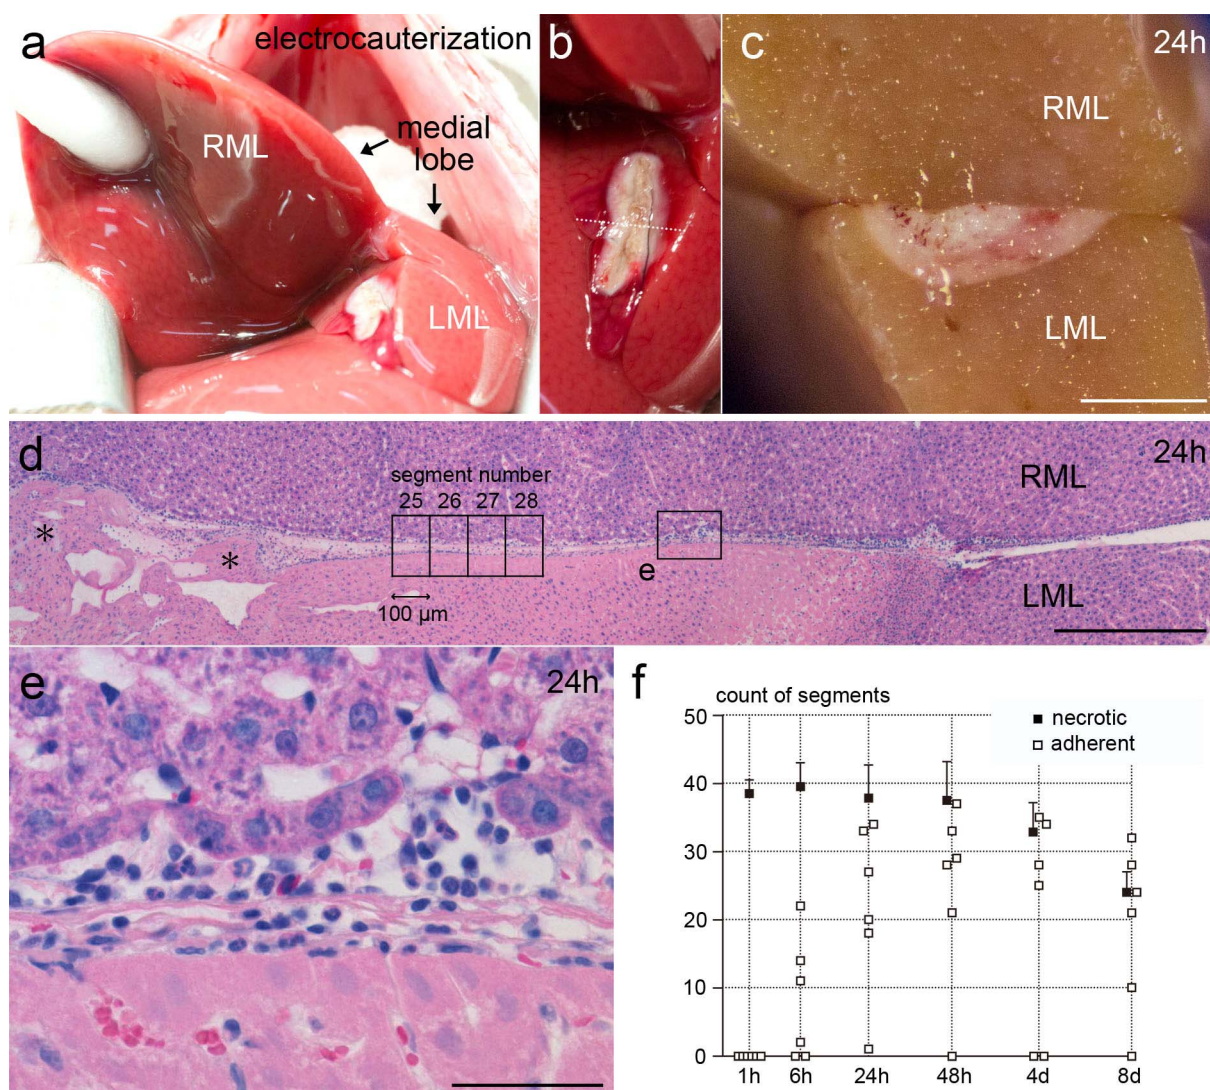 a
electrocauterization
RML
medial
lobe
LML
b
c
24h
RML
LML
d
24h
segment number
25 26 27 28
RML
*
*
e
100 µm
LML
e
24h
f
count of segments
50
necrotic
adherent
40
30
20
10
0
1h 6h 24h 48h 4d 8d